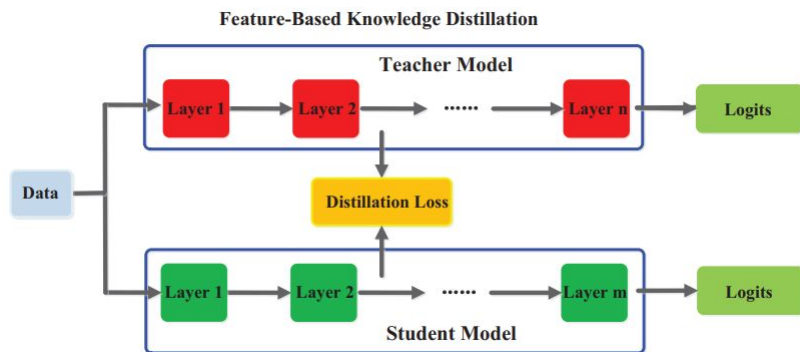 Feature-Based Knowledge Distillation
Teacher Model
Layer 1
Layer 2
......
Layer n
Logits
Data
Distillation Loss
Layer 1
Layer 2
......
Layer m
Logits
Student Model